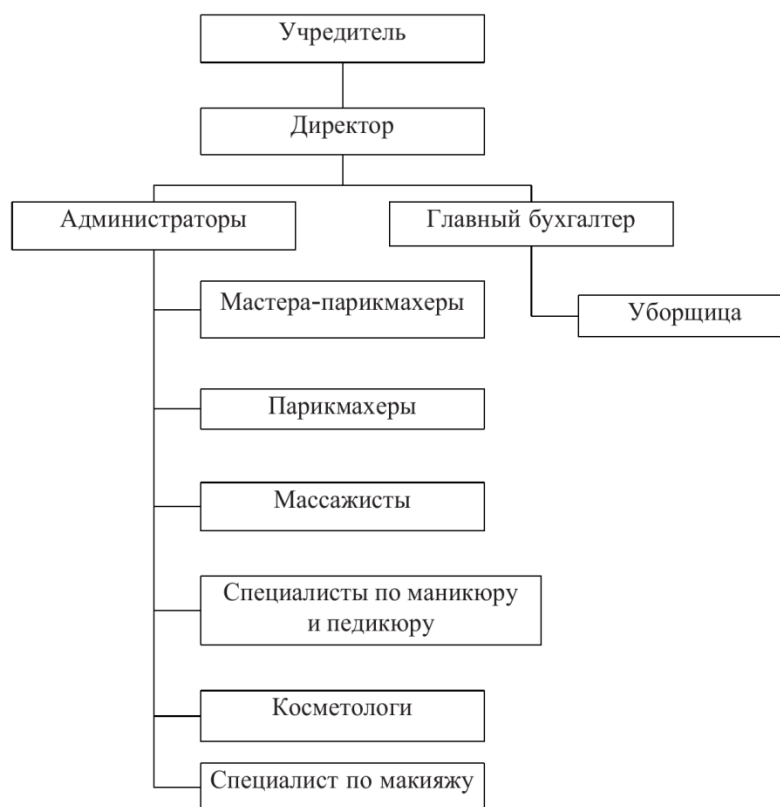 Учредитель
Директор
Администраторы
Главный бухгалтер
Мастера-парикмахеры
Уборщица
Парикмахеры
Массажисты
Специалисты по маникюру
и педикюру
Косметологи
Специалист по макияжу